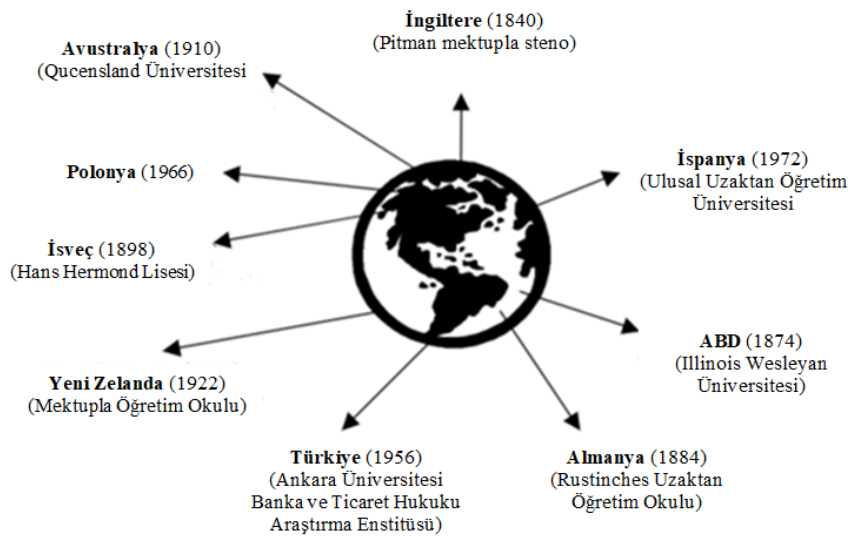 İngiltere (1840)
(Pitman mektupla steno)
Avustralya (1910)
(Qucensland Üniversitesi
Polonya (1966)
İspanya (1972)
(Ulusal Uzaktan Öğretim
Üniversitesi
İsveç (1898)
(Hans Hermond Lisesi)
ABD (1874)
(Illinois Wesleyan
Üniversitesi)
Yeni Zelanda (1922)
(Mektupla Öğretim Okulu)
Türkiye (1956)
(Ankara Üniversitesi
Banka ve Ticaret Hukuku
Araştırma Enstitüsü)
Almanya (1884)
(Rustinches Uzaktan
Öğretim Okulu)